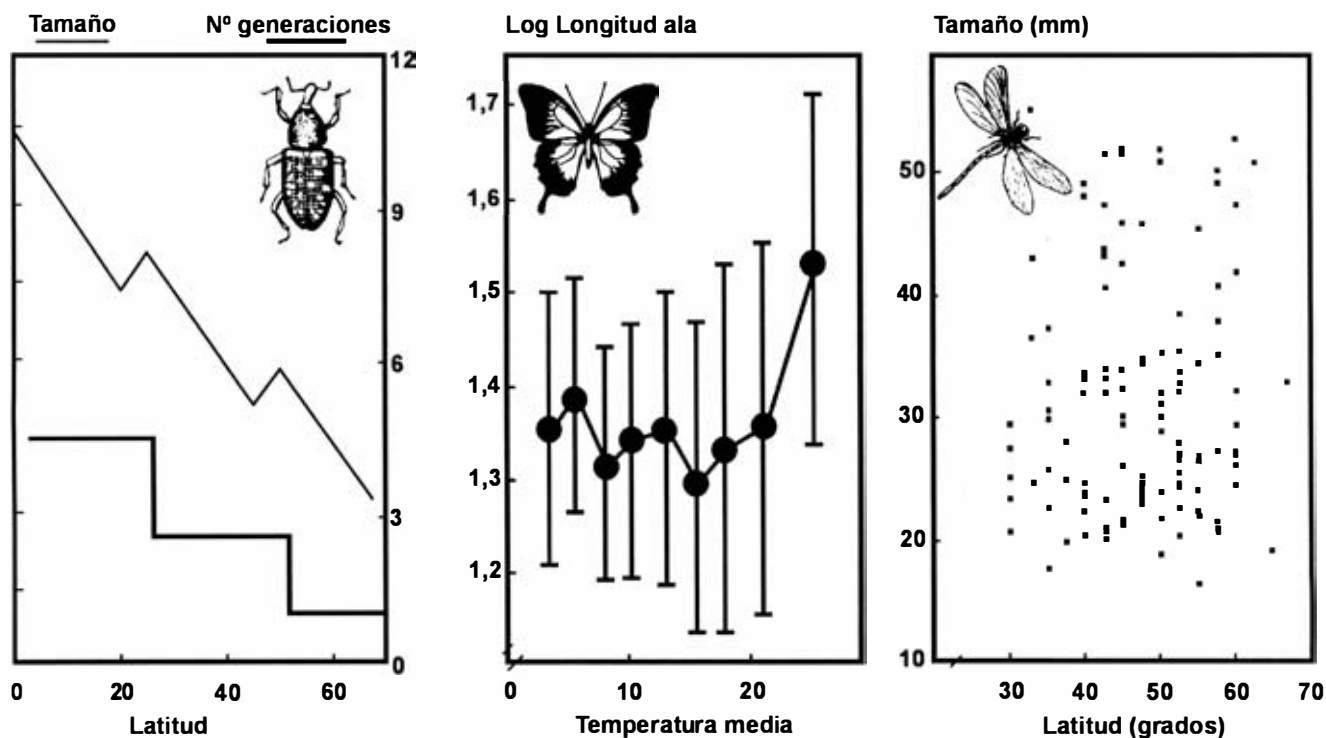 Tamaño
Nº generaciones
12
9
6
3
0
0 20 40 60
Latitud
Log Longitud ala
1,7
1,6
1,5
1,4
1,3
1,2
0 10 20
Temperatura media
Tamaño (mm)
50
40
30
20
10
30 40 50 60 70
Latitud (grados)